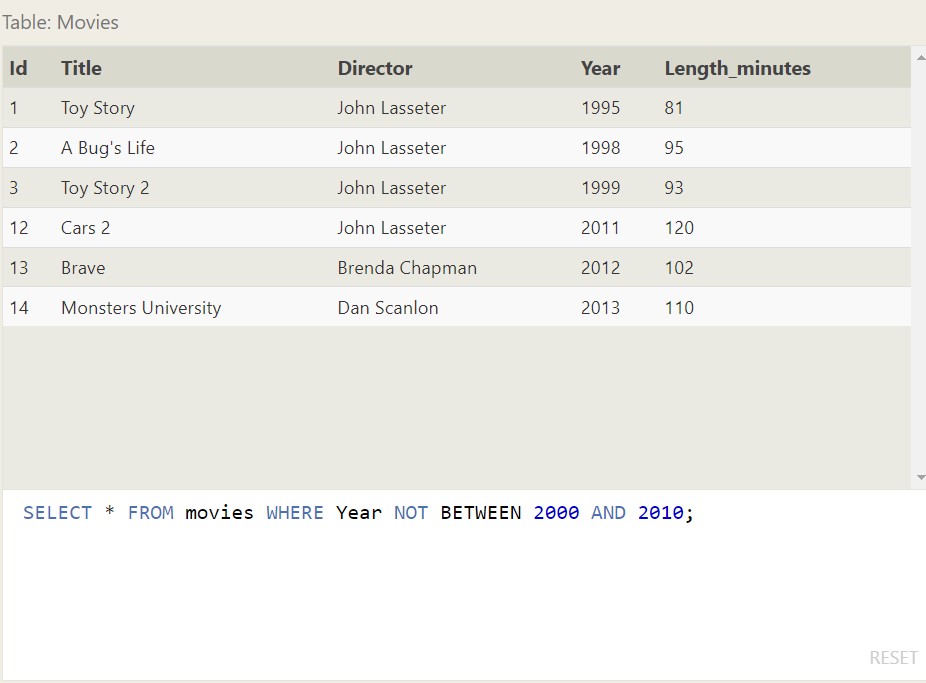 Table: Movies
Id Title Director Year Length_minutes
1 Toy Story John Lasseter 1995 81
2 A Bug's Life John Lasseter 1998 95
3 Toy Story 2 John Lasseter 1999 93
12 Cars 2 John Lasseter 2011 120
13 Brave Brenda Chapman 2012 102
14 Monsters University Dan Scanlon 2013 110
SELECT * FROM movies WHERE Year NOT BETWEEN 2000 AND 2010;
RESET